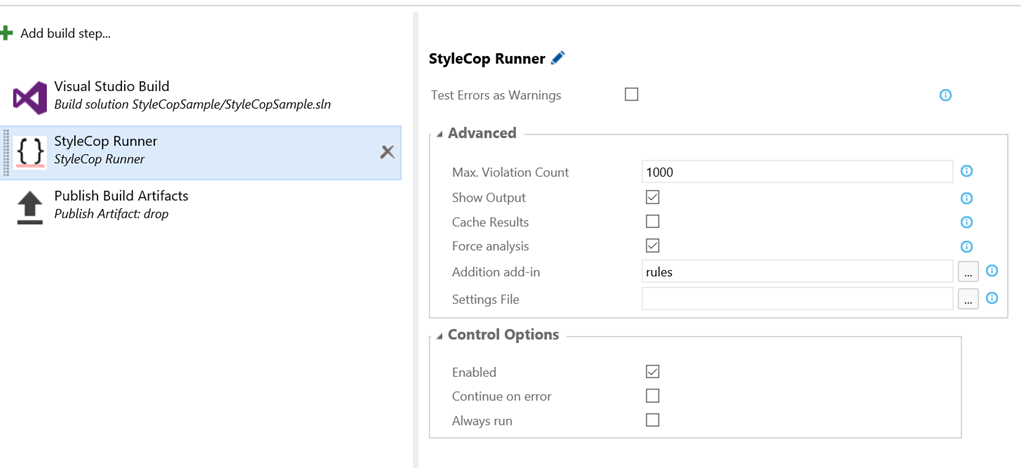 Add build step...
Visual Studio Build
Build solution StyleCopSample/StyleCopSample.sln
{}
StyleCop Runner
StyleCop Runner
Publish Build Artifacts
Publish Artifact: drop
StyleCop Runner
Test Errors as Warnings
Advanced
Max. Violation Count 1000
Show Output
Cache Results
Force analysis
Addition add-in rules ...
Settings File ...
Control Options
Enabled
Continue on error
Always run